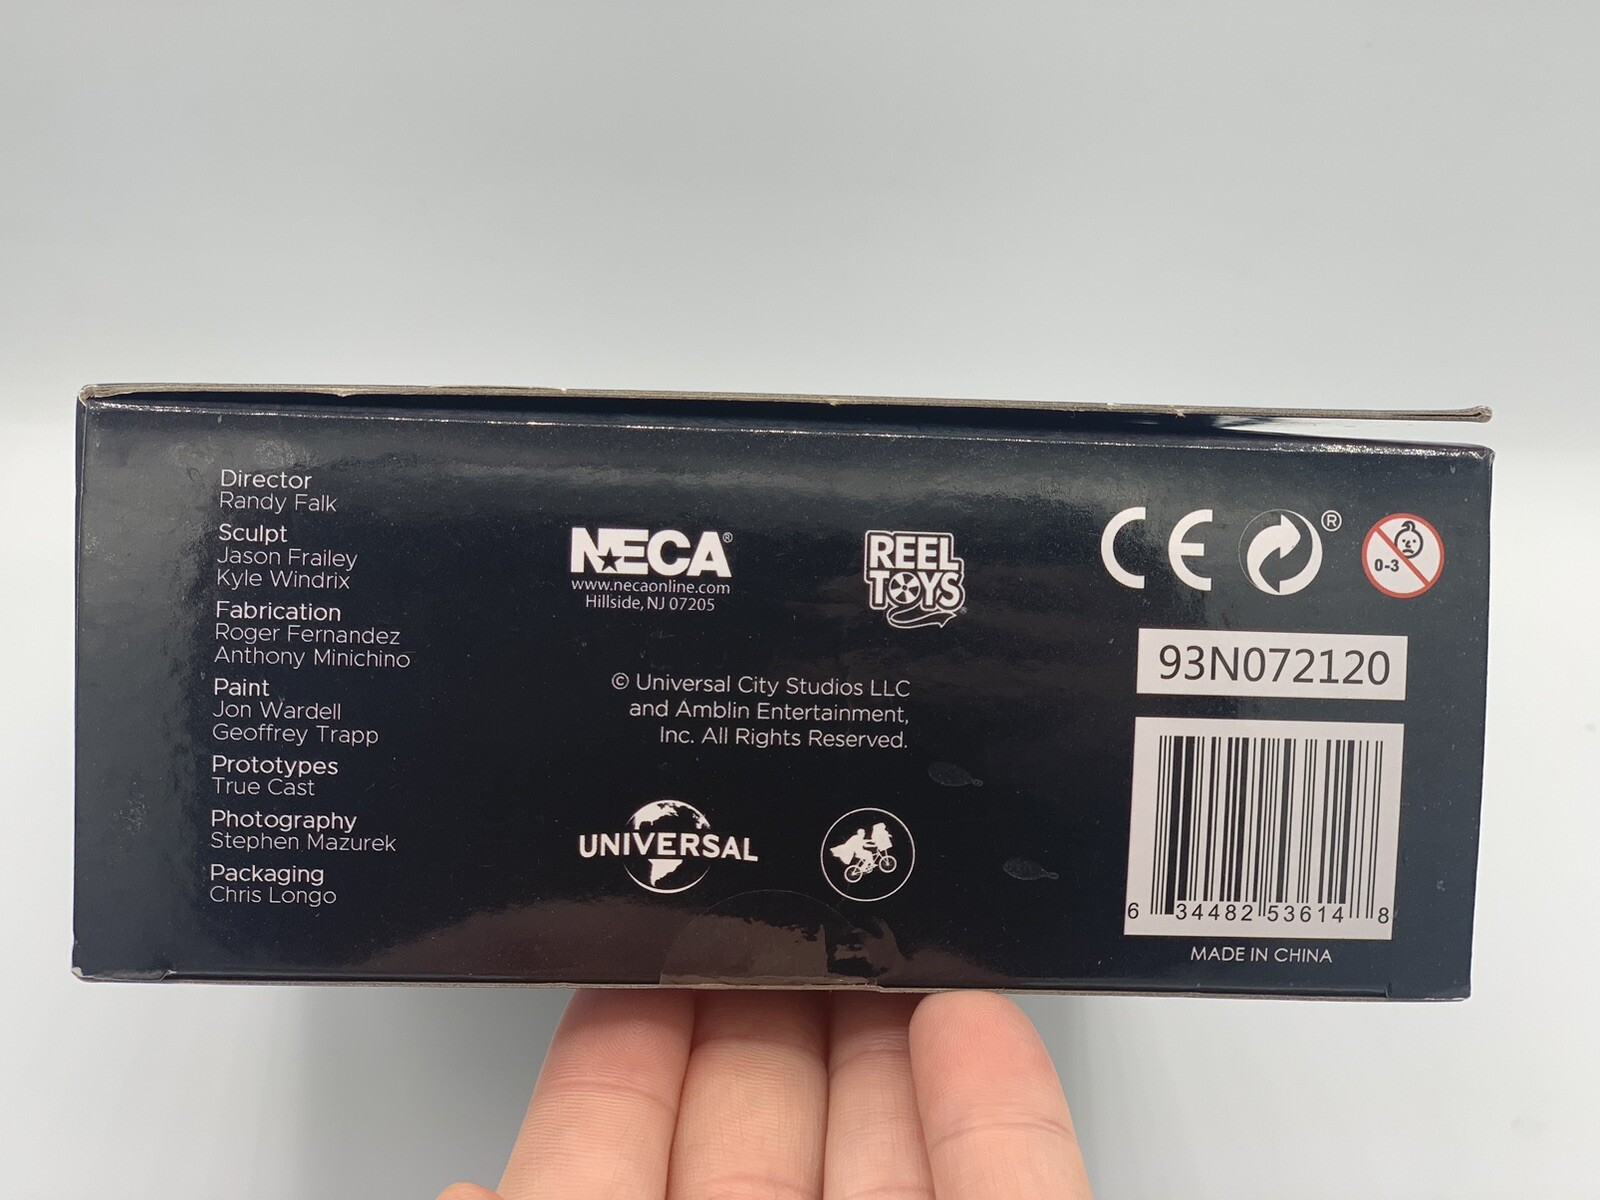 Director
Randy Falk
Sculpt
Jason Frailey
Kyle Windrix
Fabrication
Roger Fernandez
Anthony Minichino
Paint
Jon Wardell
Geoffrey Trapp
Prototypes
True Cast
Photography
Stephen Mazurek
Packaging
Chris Longo
NECA®
www.necaonline.com
Hillside, NJ 07205
REEL
TOYS
© Universal City Studios LLC
and Amblin Entertainment,
Inc. All Rights Reserved.
UNIVERSAL
CE ®
0-3
93N072120
6 34482 53614 8
MADE IN CHINA